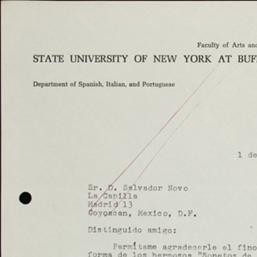 Faculty of Arts and
STATE UNIVERSITY OF NEW YORK AT BUF
Department of Spanish, Italian, and Portuguese
1 de
Sr. D. Salvador Novo
La Capilla
Madrid 13
Coyoacan, Mexico, D.F.
Distinguido amigo:
Permítame agradecerle el fino
forma de los hermosos "Sonetos de